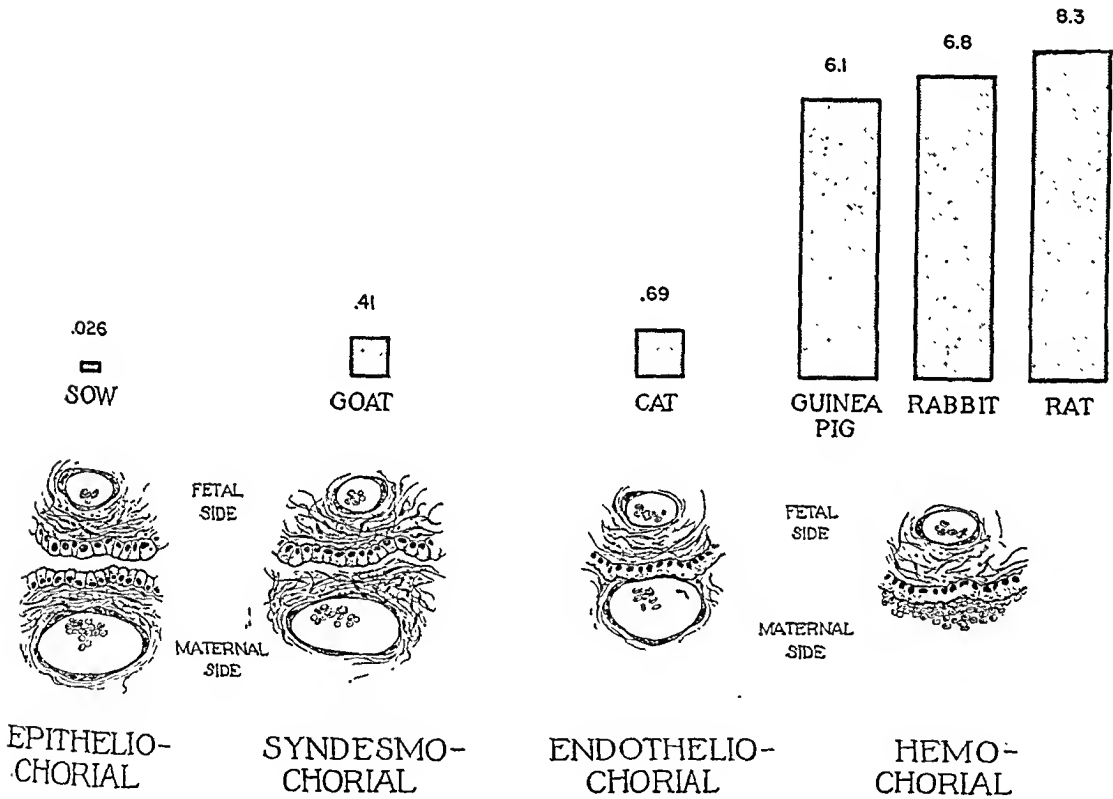 8.3
6.8
6.1
.69
.41
.026
SOW
GOAT
CAT
GUINEA
PIG
RABBIT
RAT
FETAL
SIDE
FETAL
SIDE
MATERNAL
SIDE
MATERNAL
SIDE
EPITHELIO-
CHORIAL
SYNDESMO-
CHORIAL
ENDOTHELIO-
CHORIAL
HEMO-
CHORIAL